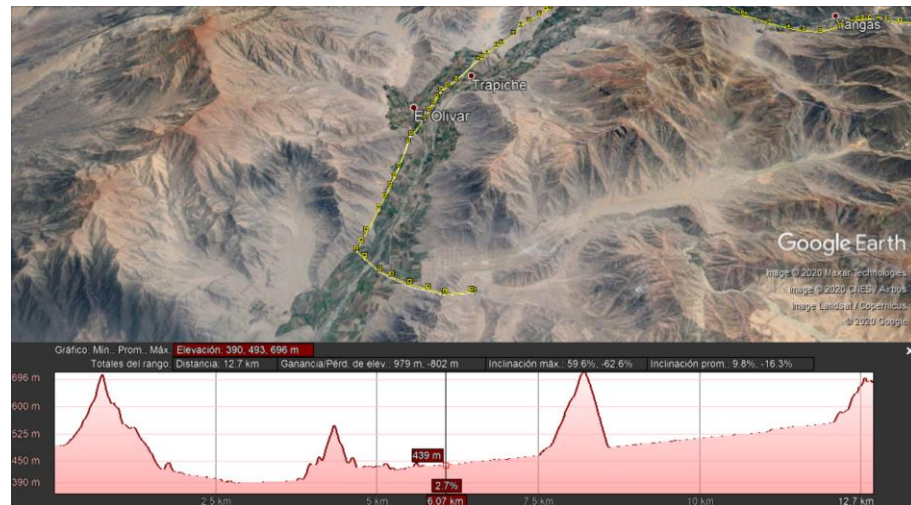 Yangas
Trapiche
El Olivar
Google Earth
Image © 2020 Maxar Technologies
Image © 2020 CNES / Airbus
Image Landsat / Copernicus
© 2020 Google
Gráfico: Mín., Prom., Máx. Elevación: 390, 493, 696 m
Totales del rango: Distancia: 12.7 km Ganancia/Pérd. de elev.: 979 m, -802 m Inclinación máx.: 59.6%, -62.6% Inclinación prom.: 9.8%, -16.3%
696 m
600 m
525 m
450 m
390 m
439 m
2.7%
2.5 km 5 km 6.07 km 7.5 km 10 km 12.7 km